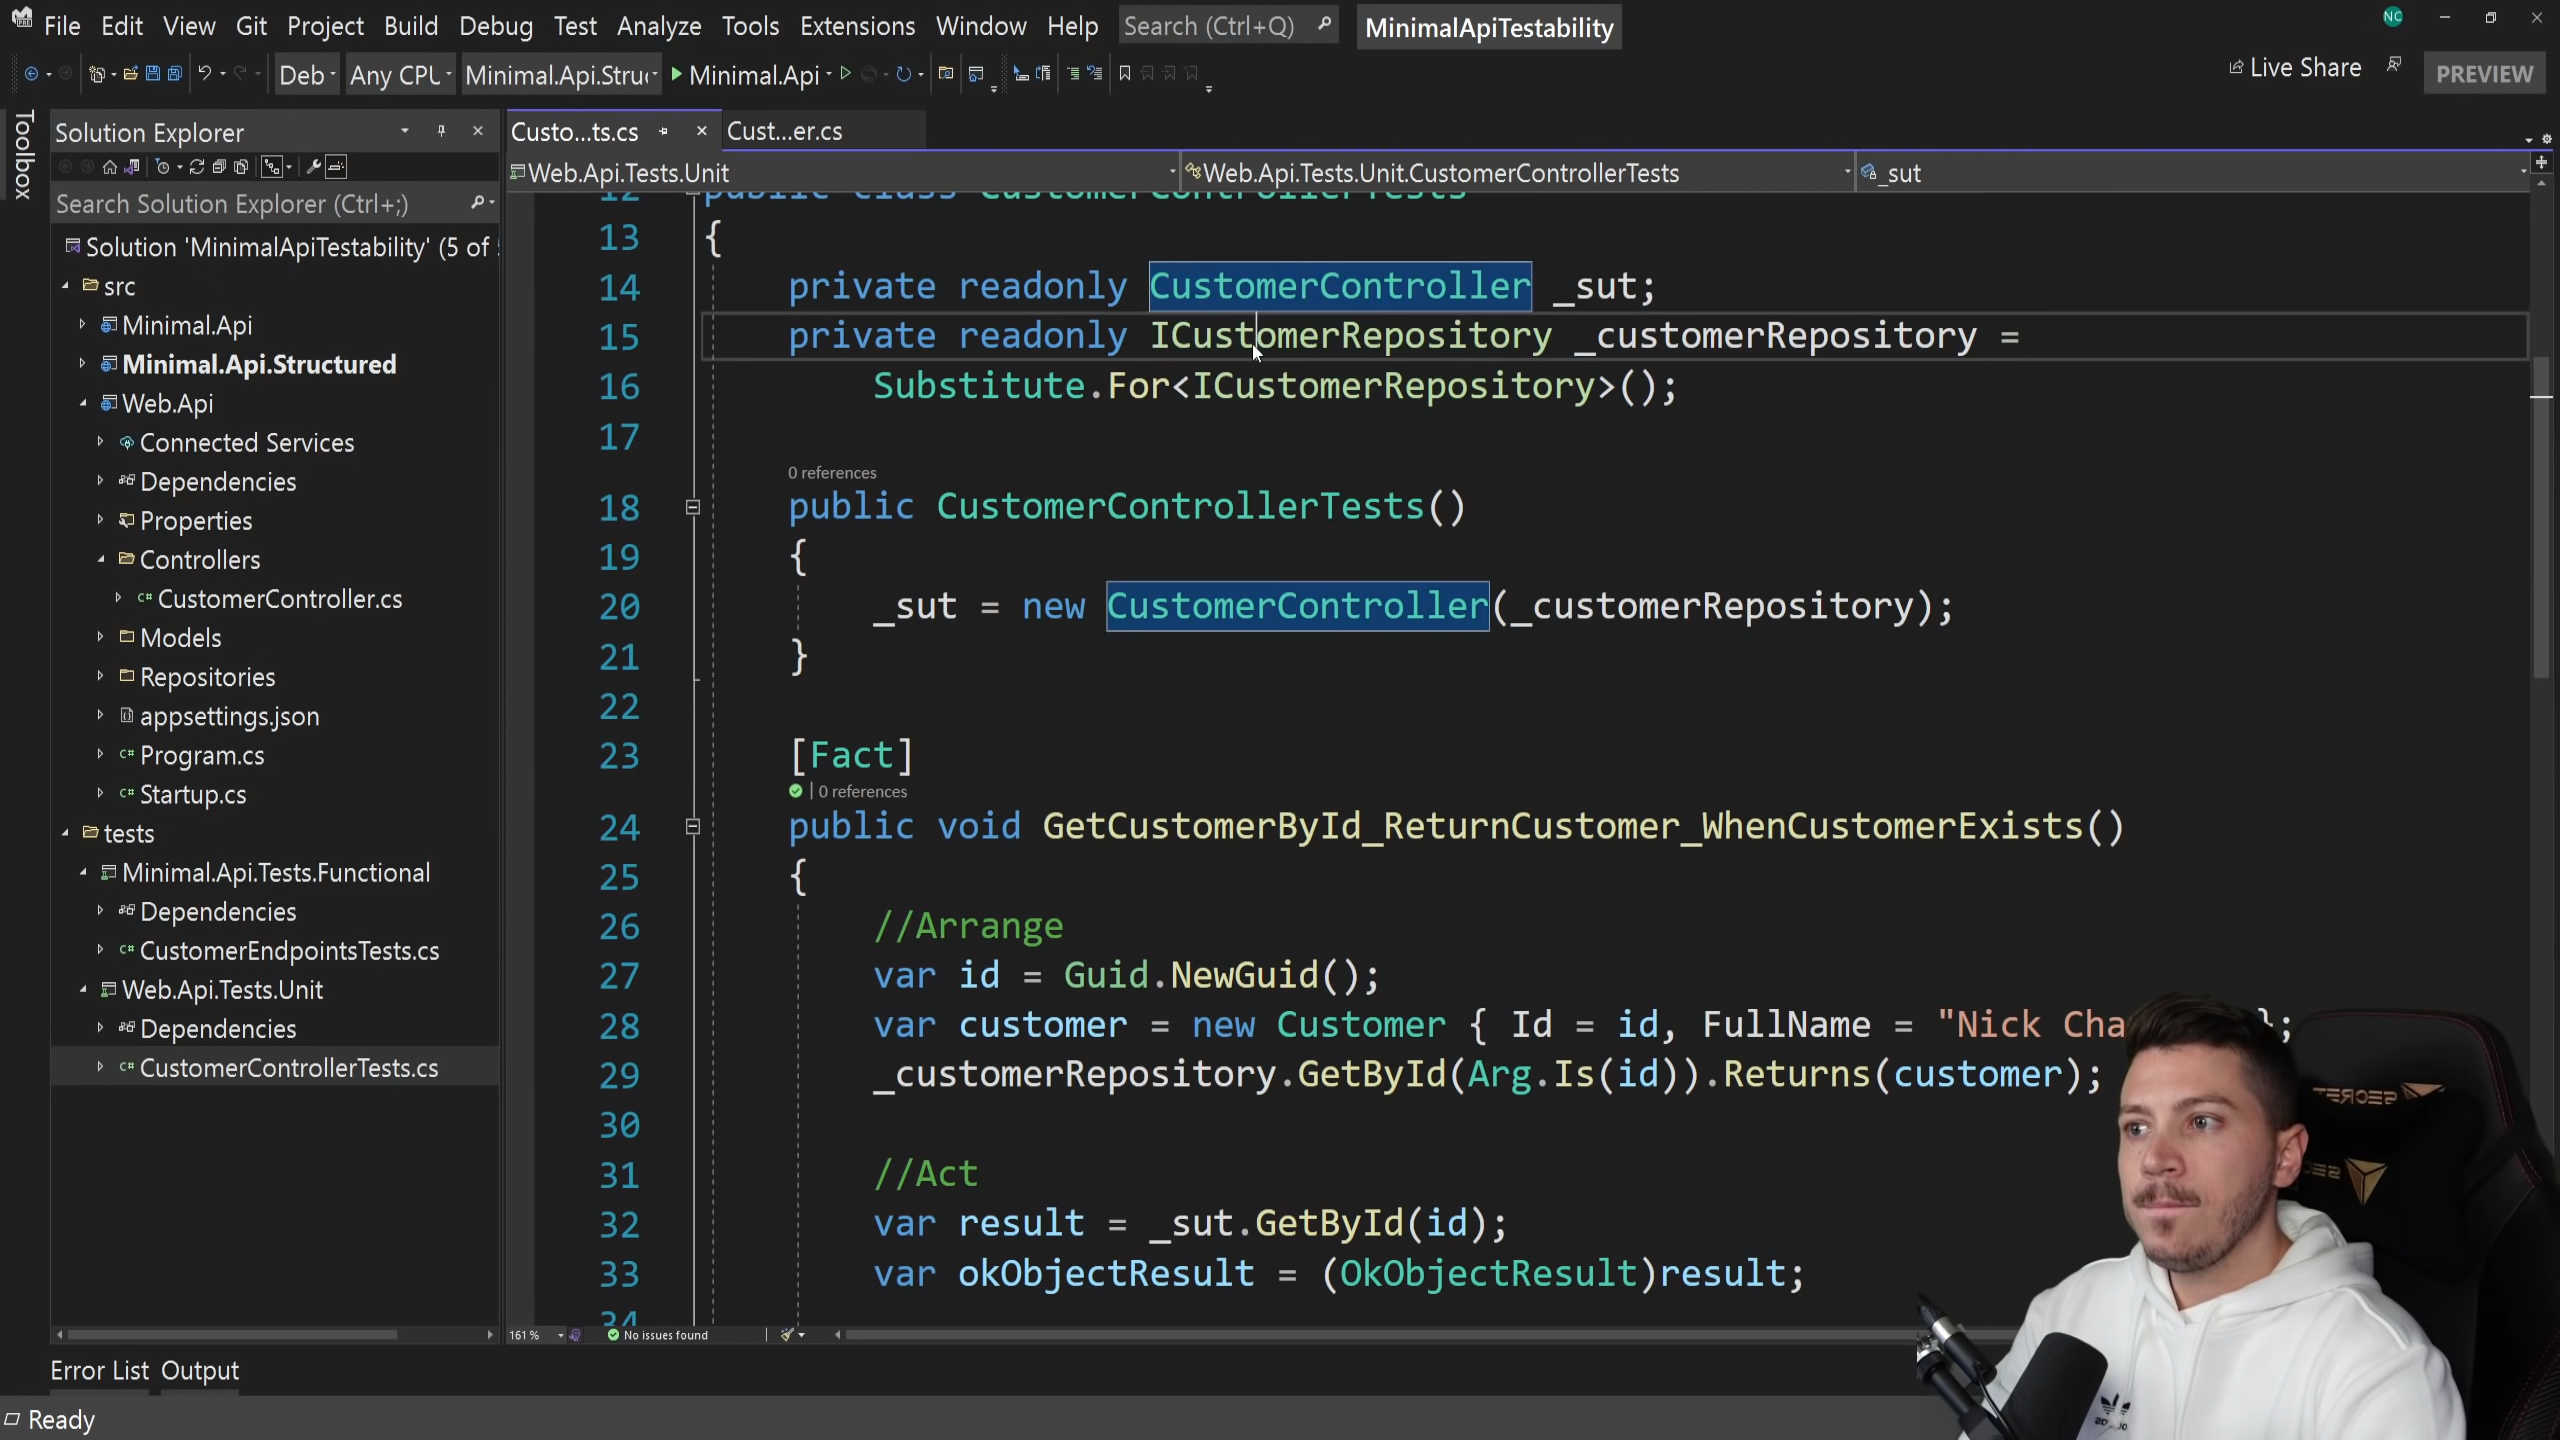 File Edit View Git Project Build Debug Test Analyze Tools Extensions Window Help Search (Ctrl+Q) MinimalApiTestability NC
Deb Any CPU Minimal.Api.Struc Minimal.Api Live Share PREVIEW
Toolbox
Solution Explorer
Search Solution Explorer (Ctrl+;)
Solution 'MinimalApiTestability' (5 of
src
Minimal.Api
Minimal.Api.Structured
Web.Api
Connected Services
Dependencies
Properties
Controllers
CustomerController.cs
Models
Repositories
appsettings.json
Program.cs
Startup.cs
tests
Minimal.Api.Tests.Functional
Dependencies
CustomerEndpointsTests.cs
Web.Api.Tests.Unit
Dependencies
CustomerControllerTests.cs
Custo...ts.cs Cust...er.cs
Web.Api.Tests.Unit Web.Api.Tests.Unit.CustomerControllerTests _sut
12 public class CustomerControllerTests
13 {
14 private readonly CustomerController _sut;
15 private readonly ICustomerRepository _customerRepository =
16 Substitute.For<ICustomerRepository>();
17
0 references
18 public CustomerControllerTests()
19 {
20 _sut = new CustomerController(_customerRepository);
21 }
22
23 [Fact]
| 0 references
24 public void GetCustomerById_ReturnCustomer_WhenCustomerExists()
25 {
26 //Arrange
27 var id = Guid.NewGuid();
28 var customer = new Customer { Id = id, FullName = "Nick Cha };
29 _customerRepository.GetById(Arg.Is(id)).Returns(customer);
30
31 //Act
32 var result = _sut.GetById(id);
33 var okObjectResult = (OkObjectResult)result;
34
161 % No issues found
Error List Output
Ready